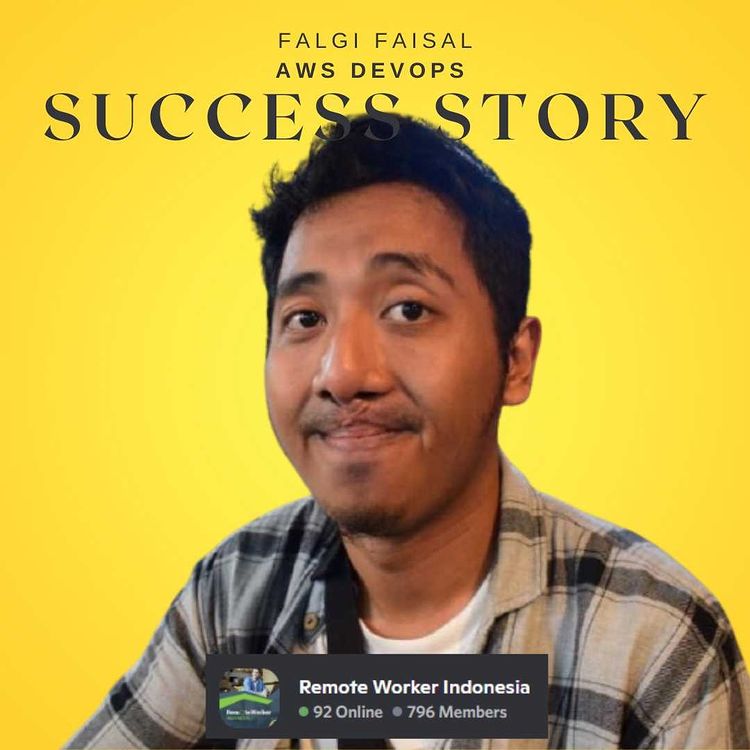 FALGI FAISAL
AWS DEVOPS
SUCCESS STORY
Remote Worker Indonesia
92 Online 796 Members